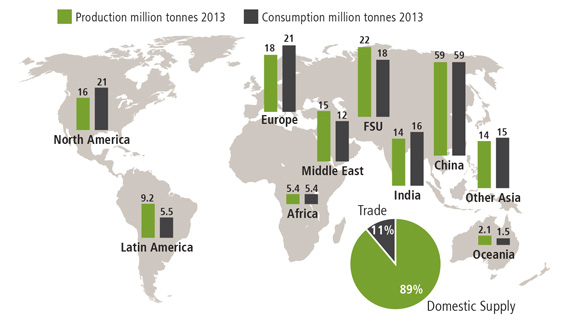 Production million tonnes 2013 Consumption million tonnes 2013
16 21
North America
18 21
Europe
22 18
FSU
59 59
China
15 12
Middle East
14 16
India
14 15
Other Asia
9.2 5.5
Latin America
5.4 5.4
Africa
2.1 1.5
Oceania
Trade
11%
89%
Domestic Supply